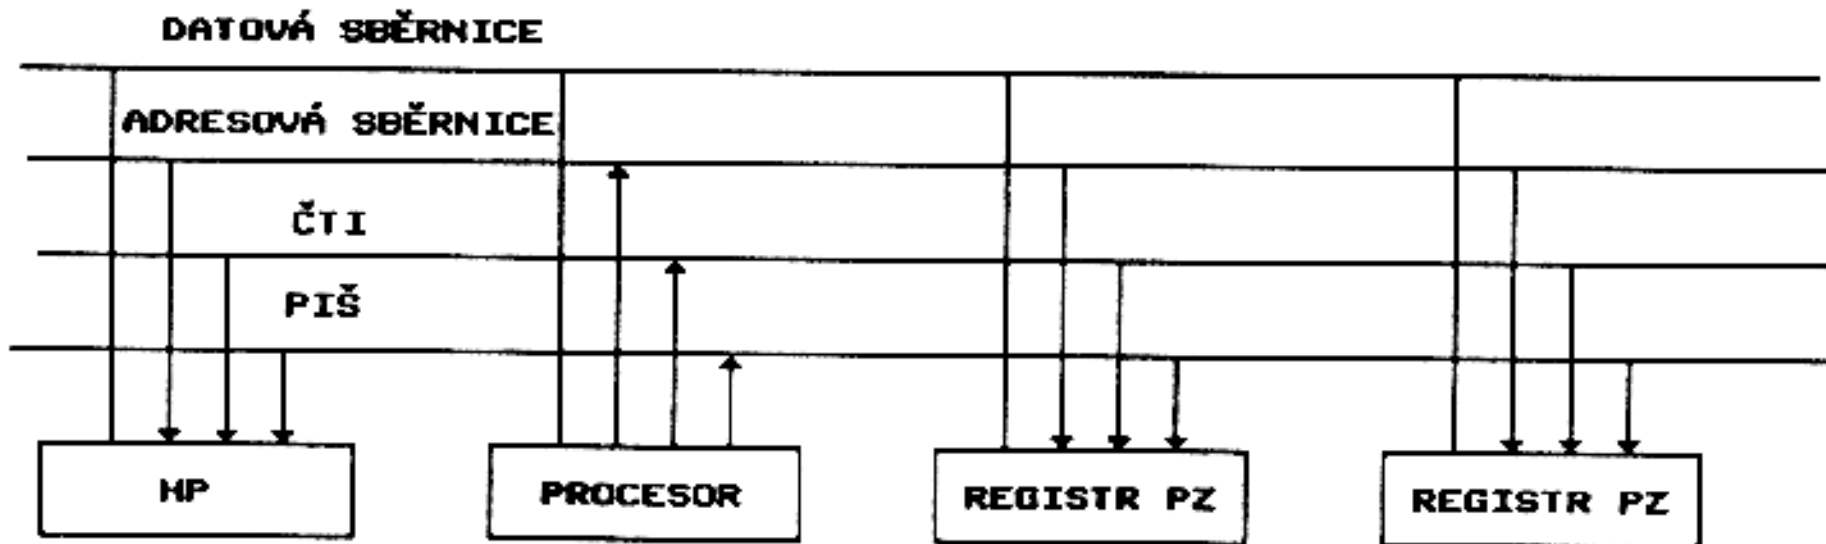 DATOVÁ SBĚRNICE
ADRESOVÁ SBĚRNICE
ČTI
PIŠ
HP
PROCESOR
REGISTR PZ
REGISTR PZ